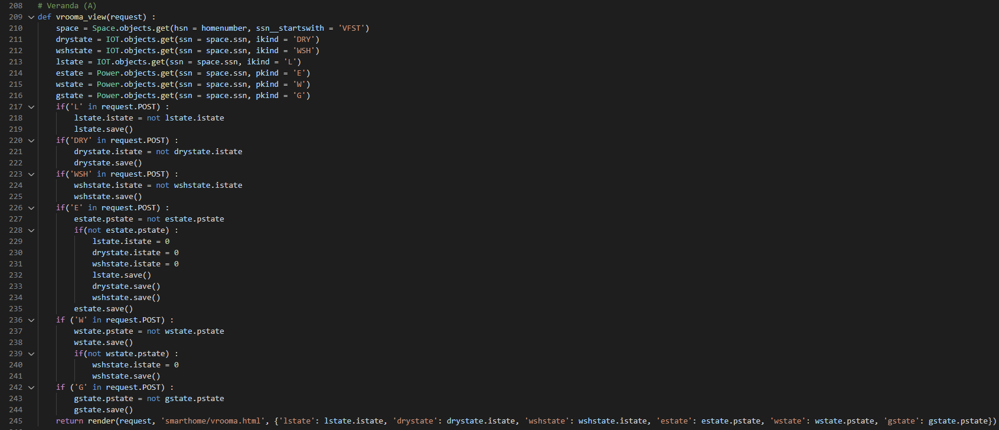 208 # Veranda (A)
209 def vrooma_view(request) :
210     space = Space.objects.get(hsn = homenumber, ssn__startswith = 'VFST')
211     drystate = IOT.objects.get(ssn = space.ssn, ikind = 'DRY')
212     wshstate = IOT.objects.get(ssn = space.ssn, ikind = 'WSH')
213     lstate = IOT.objects.get(ssn = space.ssn, ikind = 'L')
214     estate = Power.objects.get(ssn = space.ssn, pkind = 'E')
215     wstate = Power.objects.get(ssn = space.ssn, pkind = 'W')
216     gstate = Power.objects.get(ssn = space.ssn, pkind = 'G')
217     if('L' in request.POST) :
218         lstate.istate = not lstate.istate
219         lstate.save()
220     if('DRY' in request.POST) :
221         drystate.istate = not drystate.istate
222         drystate.save()
223     if('WSH' in request.POST) :
224         wshstate.istate = not wshstate.istate
225         wshstate.save()
226     if('E' in request.POST) :
227         estate.pstate = not estate.pstate
228         if(not estate.pstate) :
229             lstate.istate = 0
230             drystate.istate = 0
231             wshstate.istate = 0
232             lstate.save()
233             drystate.save()
234             wshstate.save()
235         estate.save()
236     if ('W' in request.POST) :
237         wstate.pstate = not wstate.pstate
238         wstate.save()
239         if(not wstate.pstate) :
240             wshstate.istate = 0
241             wshstate.save()
242     if ('G' in request.POST) :
243         gstate.pstate = not gstate.pstate
244         gstate.save()
245     return render(request, 'smarthome/vrooma.html', {'lstate': lstate.istate, 'drystate': drystate.istate, 'wshstate': wshstate.istate, 'estate': estate.pstate, 'wstate': wstate.pstate, 'gstate': gstate.pstate})